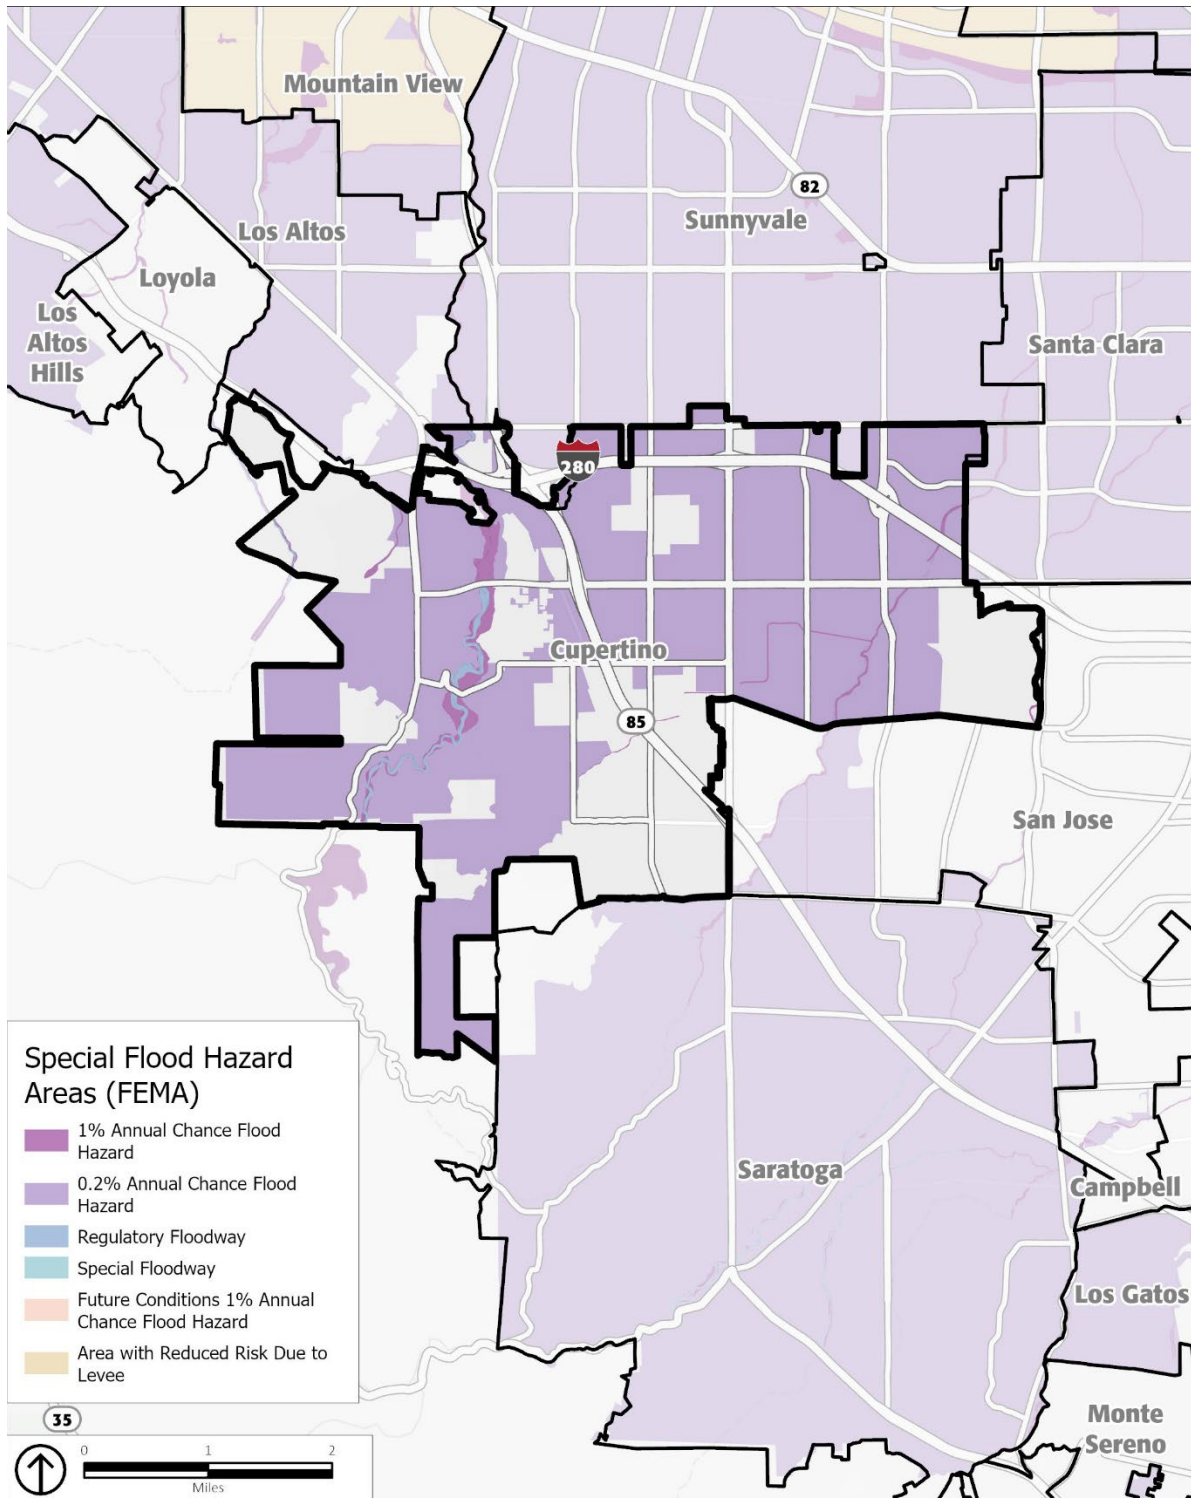 Mountain View
82
Sunnyvale
Los Altos
Loyola
Los
Altos
Hills
Santa Clara
280
Cupertino
85
San Jose
Saratoga
Campbell
Los Gatos
Monte
Sereno
Special Flood Hazard
Areas (FEMA)
1% Annual Chance Flood
Hazard
0.2% Annual Chance Flood
Hazard
Regulatory Floodway
Special Floodway
Future Conditions 1% Annual
Chance Flood Hazard
Area with Reduced Risk Due to
Levee
35
0 1 2
Miles